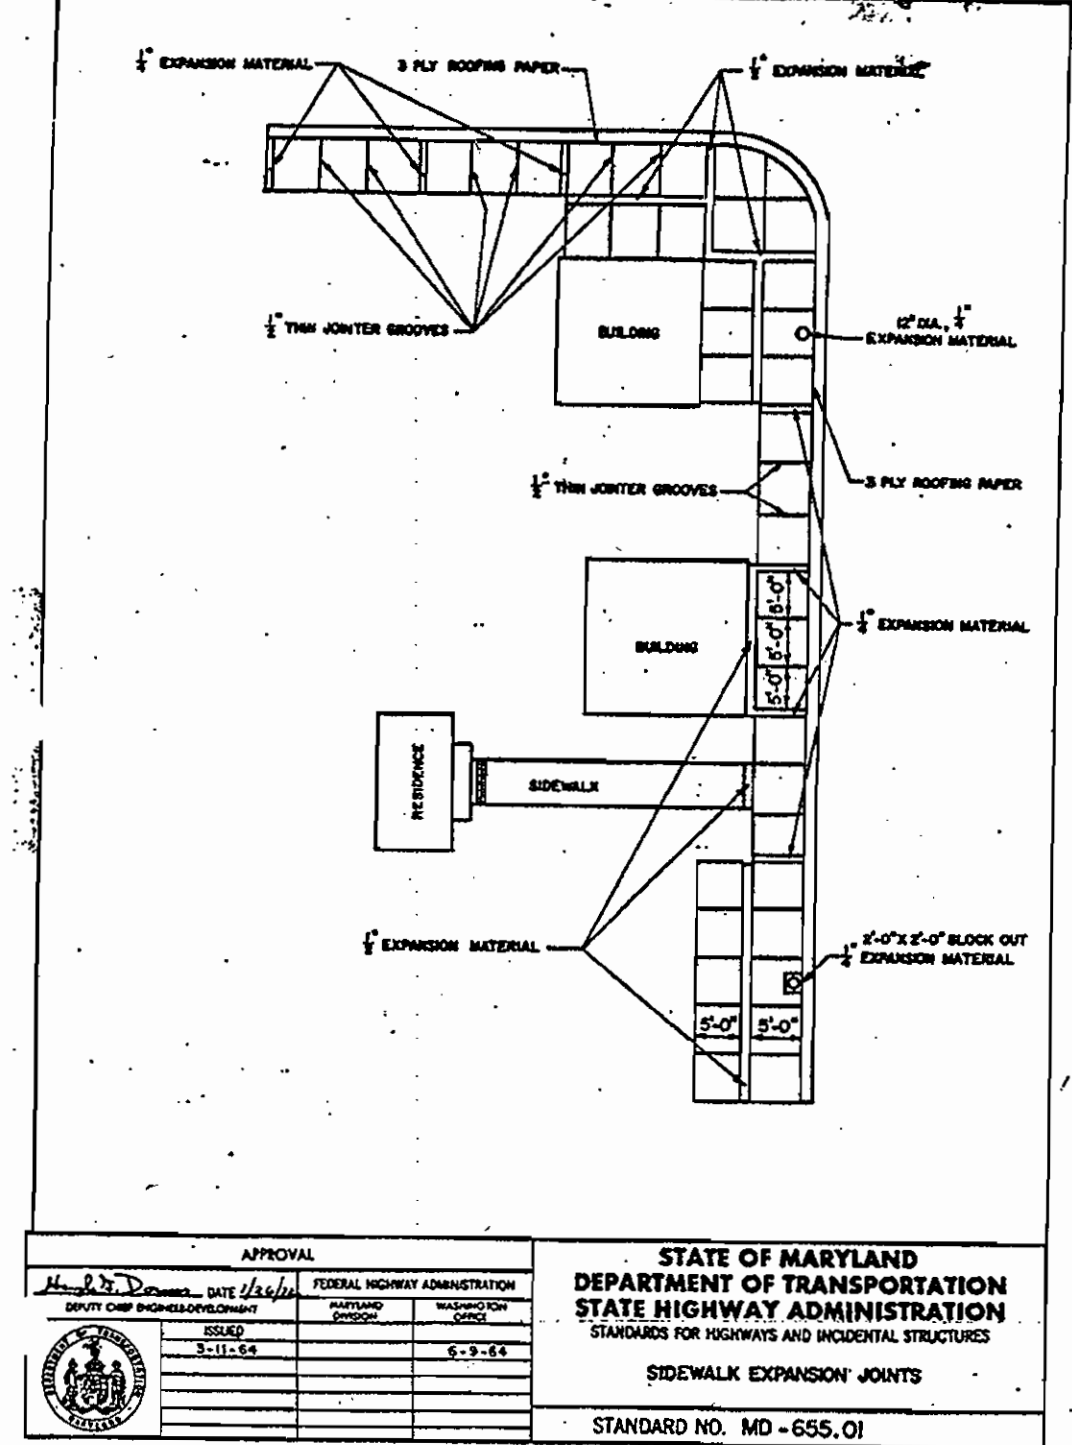 1/4" EXPANSION MATERIAL
3 PLY ROOFING PAPER
1/2" EXPANSION MATERIAL
1/2" THIN JOINTER GROOVES
BUILDING
12" DIA., 1/4"
EXPANSION MATERIAL
1/2" THIN JOINTER GROOVES
3 PLY ROOFING PAPER
5'-0"
5'-0"
5'-0"
1/4" EXPANSION MATERIAL
BUILDING
RESIDENCE
SIDEWALK
1/2" EXPANSION MATERIAL
2'-0" X 2'-0" BLOCK OUT
1/4" EXPANSION MATERIAL
5'-0" 5'-0"
APPROVAL
DATE
DEPUTY CHIEF ENGINEER-DEVELOPMENT
FEDERAL HIGHWAY ADMINISTRATION
MARYLAND DIVISION
WASHINGTON OFFICE
ISSUED
3-11-64
6-9-64
DEPARTMENT OF TRANSPORTATION
MARYLAND
STATE OF MARYLAND
DEPARTMENT OF TRANSPORTATION
STATE HIGHWAY ADMINISTRATION
STANDARDS FOR HIGHWAYS AND INCIDENTAL STRUCTURES
SIDEWALK EXPANSION JOINTS
STANDARD NO. MD-655.01